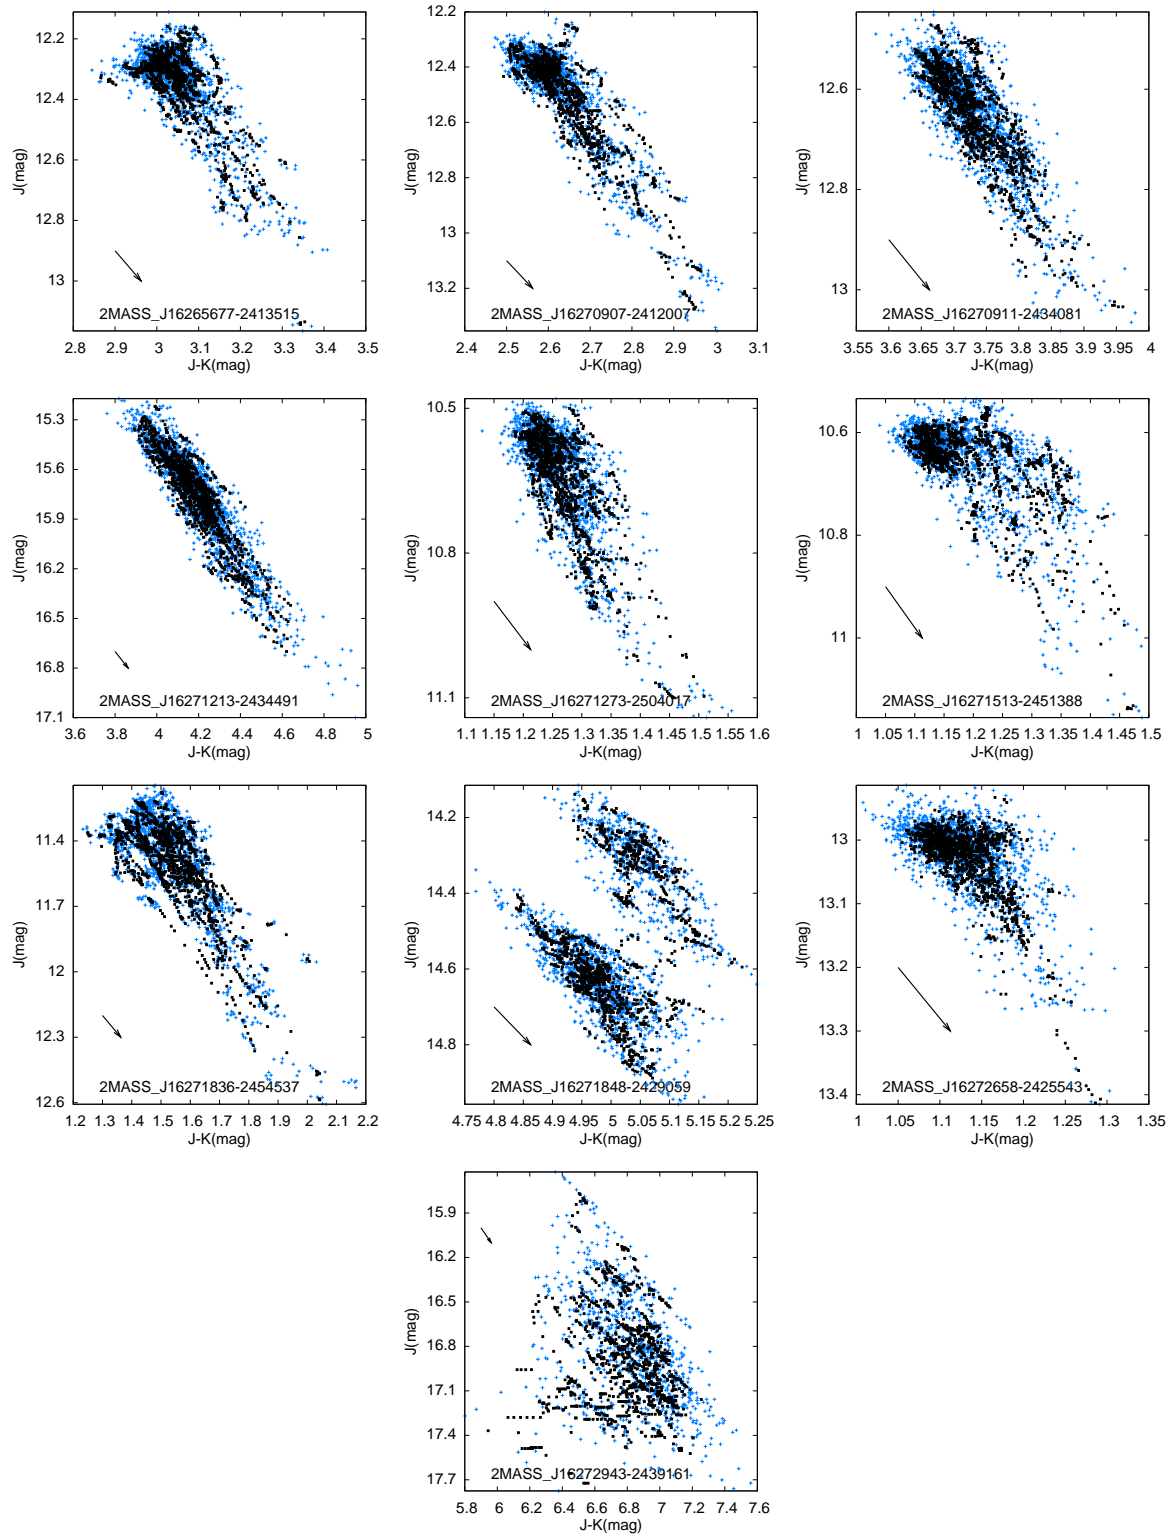 12.2
12.4
12.6
12.8
13
J(mag)
2MASS_J16265677-2413515
2.8 2.9 3 3.1 3.2 3.3 3.4 3.5
J-K(mag)
12.2
12.4
12.6
12.8
13
13.2
J(mag)
2MASS_J16270907-2412007
2.4 2.5 2.6 2.7 2.8 2.9 3 3.1
J-K(mag)
12.6
12.8
13
J(mag)
2MASS_J16270911-2434081
3.55 3.6 3.65 3.7 3.75 3.8 3.85 3.9 3.95 4
J-K(mag)
15.3
15.6
15.9
16.2
16.5
16.8
17.1
J(mag)
2MASS_J16271213-2434491
3.6 3.8 4 4.2 4.4 4.6 4.8 5
J-K(mag)
10.5
10.8
11.1
J(mag)
2MASS_J16271273-2504017
1.1 1.15 1.2 1.25 1.3 1.35 1.4 1.45 1.5 1.55 1.6
J-K(mag)
10.6
10.8
11
J(mag)
2MASS_J16271513-2451388
1 1.05 1.1 1.15 1.2 1.25 1.3 1.35 1.4 1.45 1.5
J-K(mag)
11.4
11.7
12
12.3
12.6
J(mag)
2MASS_J16271836-2454537
1.2 1.3 1.4 1.5 1.6 1.7 1.8 1.9 2 2.1 2.2
J-K(mag)
14.2
14.4
14.6
14.8
J(mag)
2MASS_J16271848-2429059
4.75 4.8 4.85 4.9 4.95 5 5.05 5.1 5.15 5.2 5.25
J-K(mag)
13
13.1
13.2
13.3
13.4
J(mag)
2MASS_J16272658-2425543
1 1.05 1.1 1.15 1.2 1.25 1.3 1.35
J-K(mag)
15.9
16.2
16.5
16.8
17.1
17.4
17.7
J(mag)
2MASS_J16272943-2439161
5.8 6 6.2 6.4 6.6 6.8 7 7.2 7.4 7.6
J-K(mag)